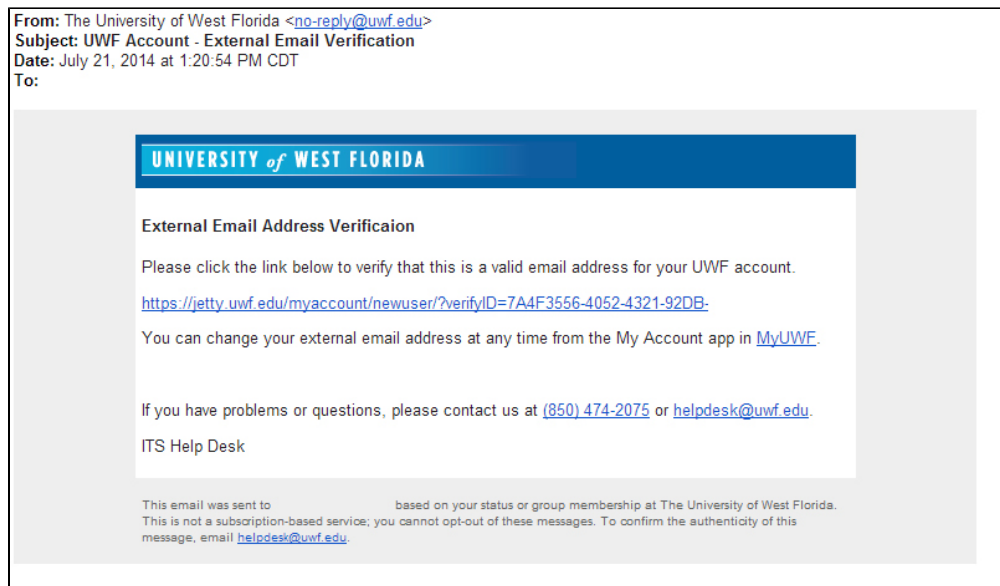 From: The University of West Florida <no-reply@uwf.edu>
Subject: UWF Account - External Email Verification
Date: July 21, 2014 at 1:20:54 PM CDT
To:
UNIVERSITY of WEST FLORIDA
External Email Address Verificaion
Please click the link below to verify that this is a valid email address for your UWF account.
https://jetty.uwf.edu/myaccount/newuser/?verifyID=7A4F3556-4052-4321-92DB-
You can change your external email address at any time from the My Account app in MyUWF.
If you have problems or questions, please contact us at (850) 474-2075 or helpdesk@uwf.edu.
ITS Help Desk
This email was sent to based on your status or group membership at The University of West Florida.
This is not a subscription-based service; you cannot opt-out of these messages. To confirm the authenticity of this
message, email helpdesk@uwf.edu.